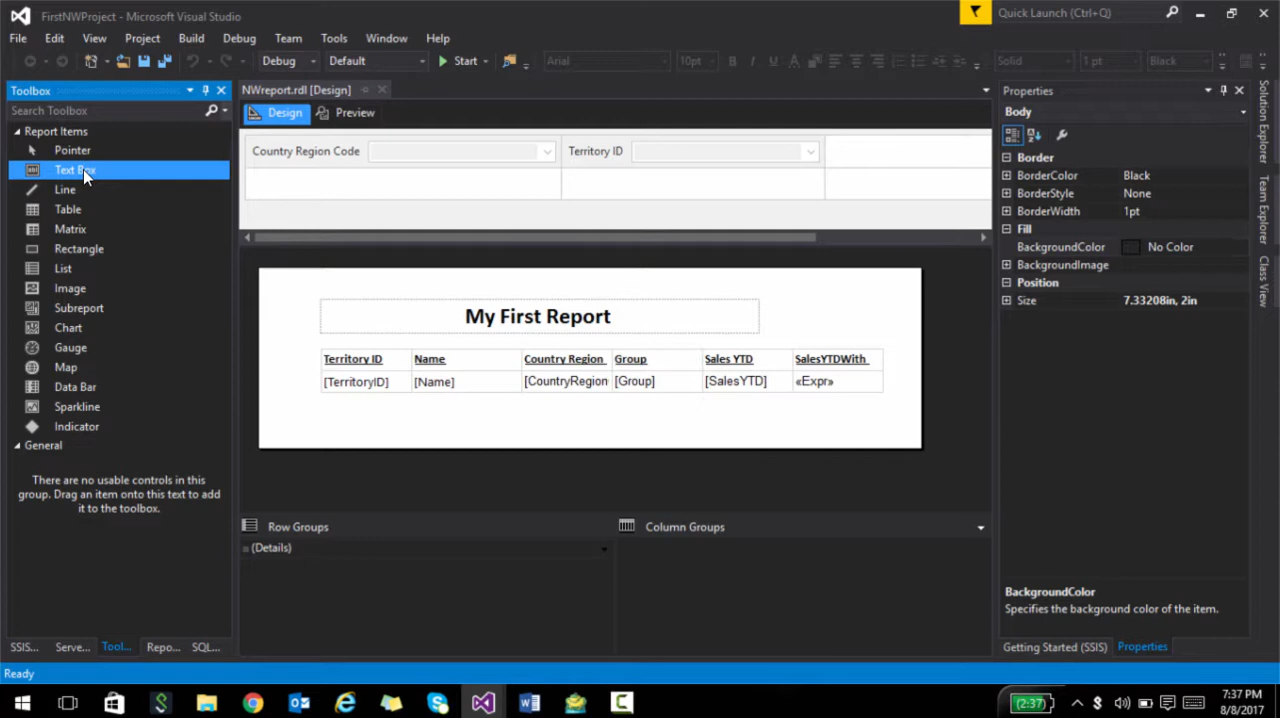 FirstNWProject - Microsoft Visual Studio
Quick Launch (Ctrl+Q)
File Edit View Project Build Debug Team Tools Window Help
Debug Default Start Arial 10pt B I U A Solid 1 pt Black
Toolbox
Search Toolbox
Report Items
Pointer
Text Box
Line
Table
Matrix
Rectangle
List
Image
Subreport
Chart
Gauge
Map
Data Bar
Sparkline
Indicator
General
There are no usable controls in this
group. Drag an item onto this text to add
it to the toolbox.
SSIS... Serve... Tool... Repo... SQL...
NWreport.rdl [Design]
Design Preview
Country Region Code Territory ID
My First Report
Territory ID Name Country Region Group Sales YTD SalesYTDWith
[TerritoryID] [Name] [CountryRegion [Group] [SalesYTD] «Expr»
Row Groups Column Groups
(Details)
Properties
Body
Border
BorderColor Black
BorderStyle None
BorderWidth 1pt
Fill
BackgroundColor No Color
BackgroundImage
Position
Size 7.33208in, 2in
BackgroundColor
Specifies the background color of the item.
Getting Started (SSIS) Properties
Solution Explorer
Team Explorer
Class View
Ready
2:37
7:37 PM
8/8/2017